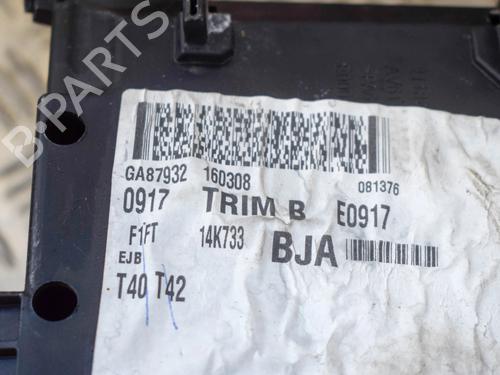 GA87932 160308 081376
0917 TRIM B E0917
F1FT 14K733 BJA
EJB
T40 T42
B-PARTS